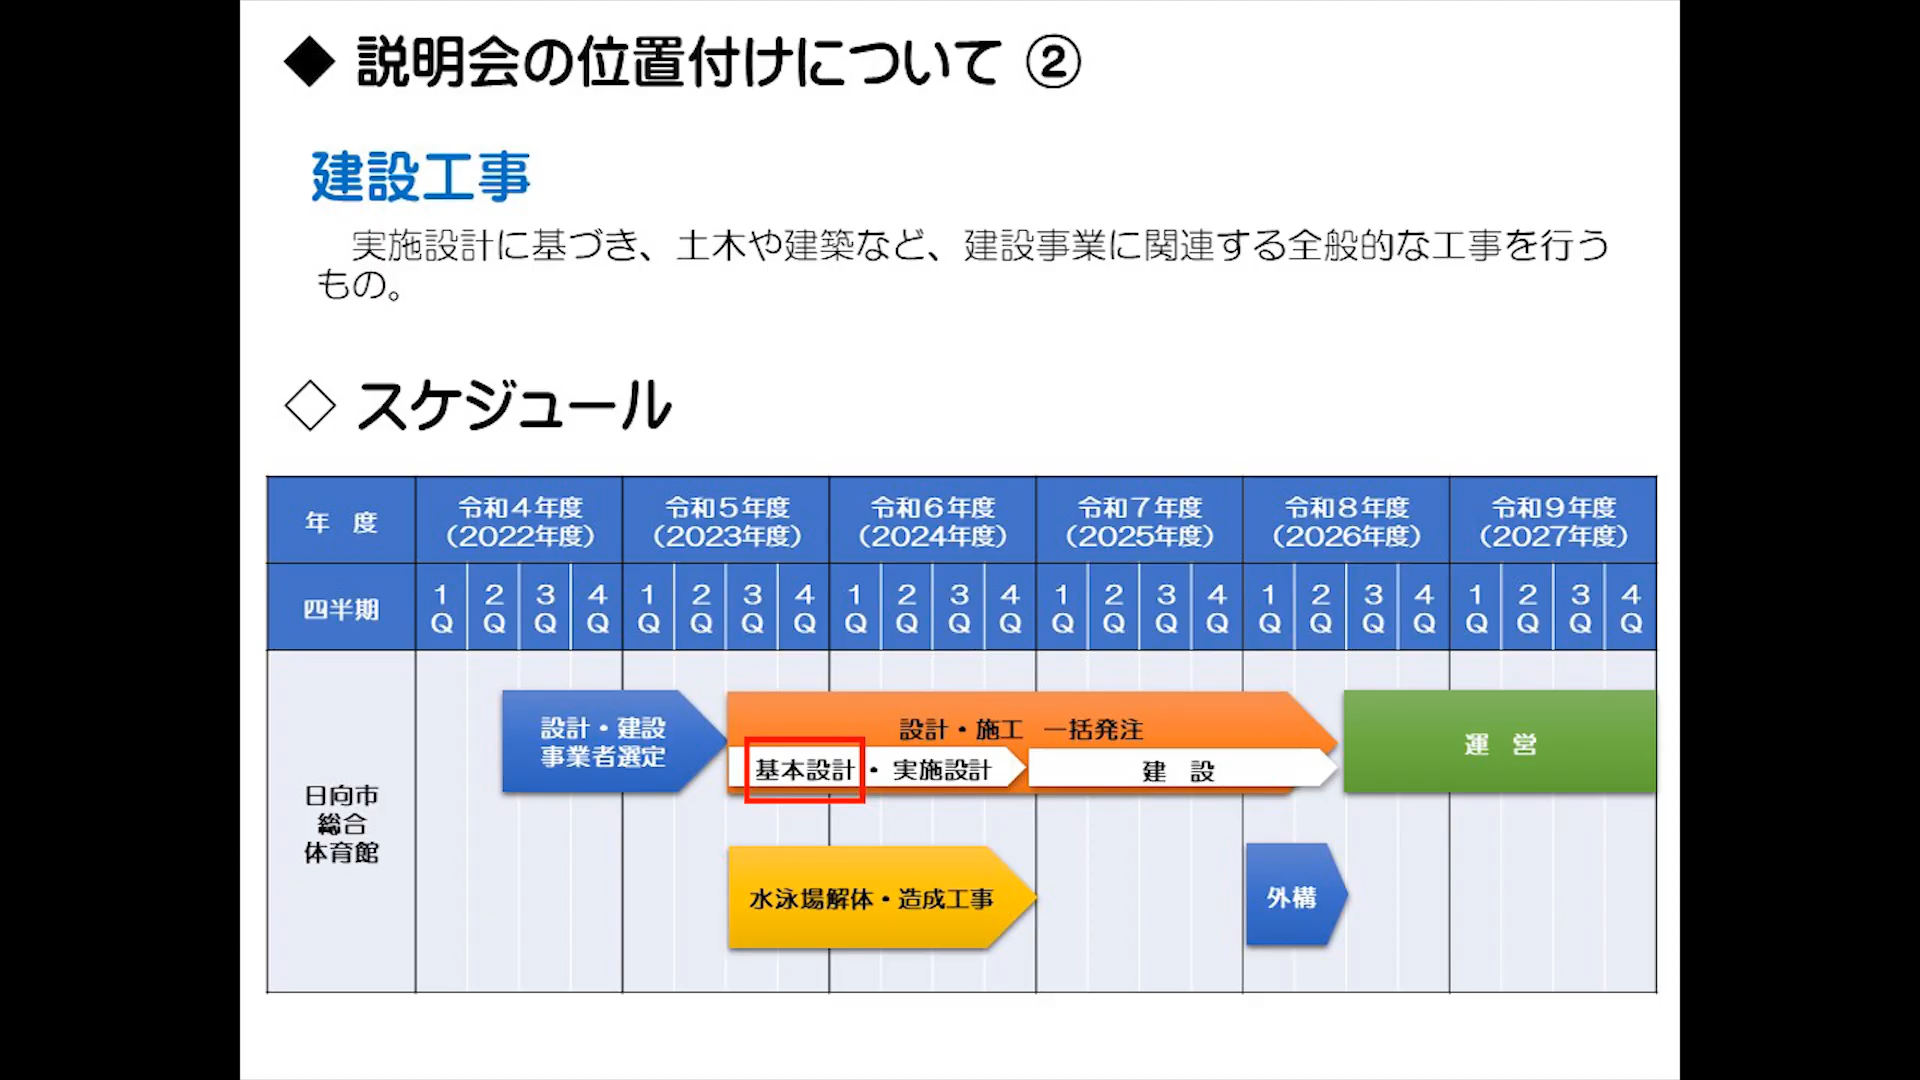 ◆ 説明会の位置付けについて ②
建設工事
実施設計に基づき、土木や建築など、建設事業に関連する全般的な工事を行う
もの。
◇ スケジュール
年 度
令和4年度
(2022年度)
令和5年度
(2023年度)
令和6年度
(2024年度)
令和7年度
(2025年度)
令和8年度
(2026年度)
令和9年度
(2027年度)
四半期
1Q 2Q 3Q 4Q 1Q 2Q 3Q 4Q 1Q 2Q 3Q 4Q 1Q 2Q 3Q 4Q 1Q 2Q 3Q 4Q 1Q 2Q 3Q 4Q
日向市
総合
体育館
設計・建設
事業者選定
設計・施工 一括発注
基本設計・実施設計
建 設
運 営
水泳場解体・造成工事
外構